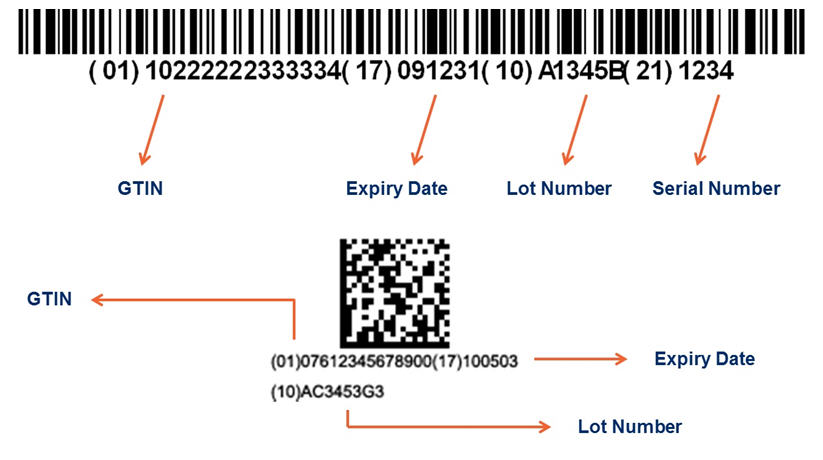 (01)10222222333334(17)091231(10)A1345B(21)1234
GTIN Expiry Date Lot Number Serial Number
GTIN
(01)07612345678900(17)100503
Expiry Date
(10)AC3453G3
Lot Number